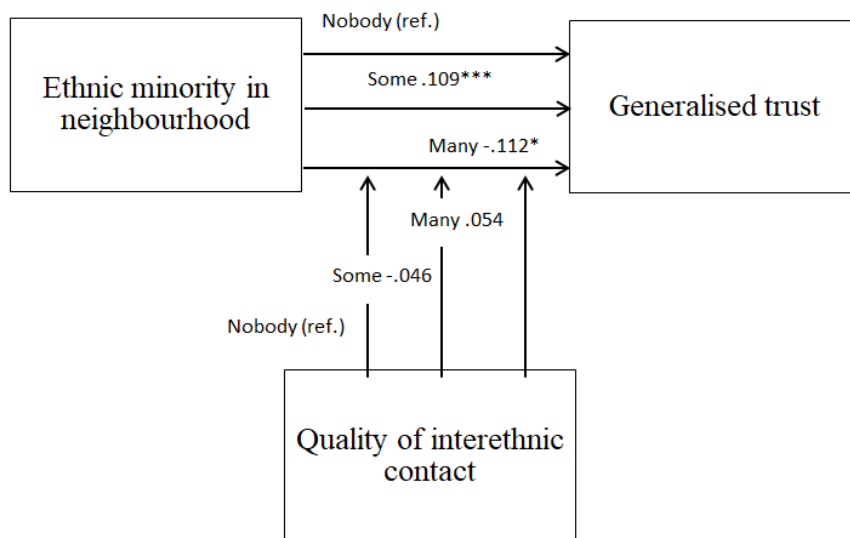 Nobody (ref.)
Ethnic minority in
neighbourhood
Some .109***
Generalised trust
Many -.112*
Many .054
Some -.046
Nobody (ref.)
Quality of interethnic
contact